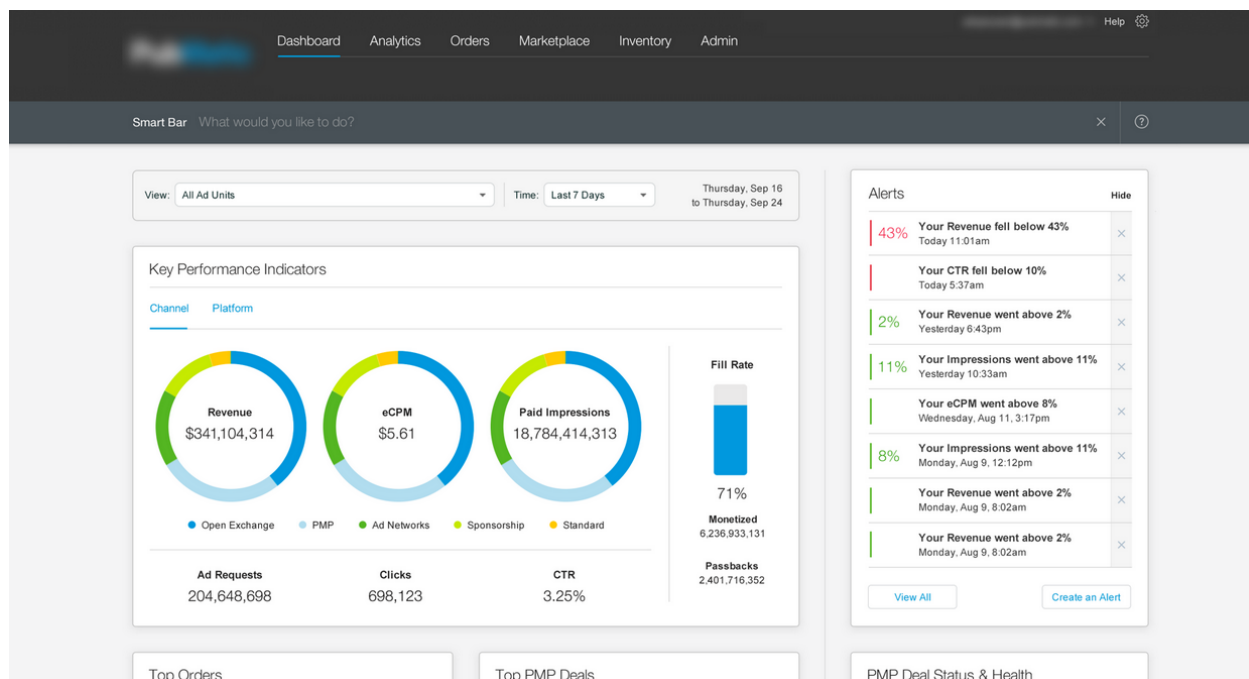 Help
Dashboard Analytics Orders Marketplace Inventory Admin
Smart Bar What would you like to do?
View: All Ad Units Time: Last 7 Days
Thursday, Sep 16
to Thursday, Sep 24
Key Performance Indicators
Channel Platform
Revenue
$341,104,314
eCPM
$5.61
Paid Impressions
18,784,414,313
Open Exchange PMP Ad Networks Sponsorship Standard
Ad Requests
204,648,698
Clicks
698,123
CTR
3.25%
Fill Rate
71%
Monetized
6,236,933,131
Passbacks
2,401,716,352
Alerts Hide
43% Your Revenue fell below 43%
Today 11:01am
Your CTR fell below 10%
Today 5:37am
2% Your Revenue went above 2%
Yesterday 6:43pm
11% Your Impressions went above 11%
Yesterday 10:33am
Your eCPM went above 8%
Wednesday, Aug 11, 3:17pm
8% Your Impressions went above 11%
Monday, Aug 9, 12:12pm
Your Revenue went above 2%
Monday, Aug 9, 8:02am
Your Revenue went above 2%
Monday, Aug 9, 8:02am
View All Create an Alert
Top Orders
Top PMP Deals
PMP Deal Status & Health